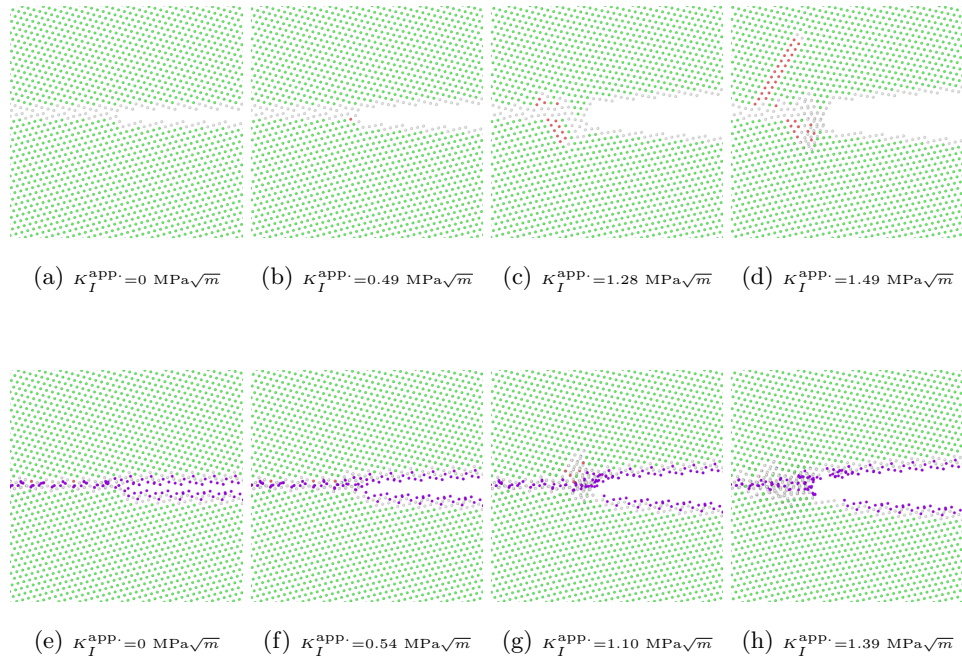 (a) K_I^app.=0 MPa√m (b) K_I^app.=0.49 MPa√m (c) K_I^app.=1.28 MPa√m (d) K_I^app.=1.49 MPa√m
(e) K_I^app.=0 MPa√m (f) K_I^app.=0.54 MPa√m (g) K_I^app.=1.10 MPa√m (h) K_I^app.=1.39 MPa√m